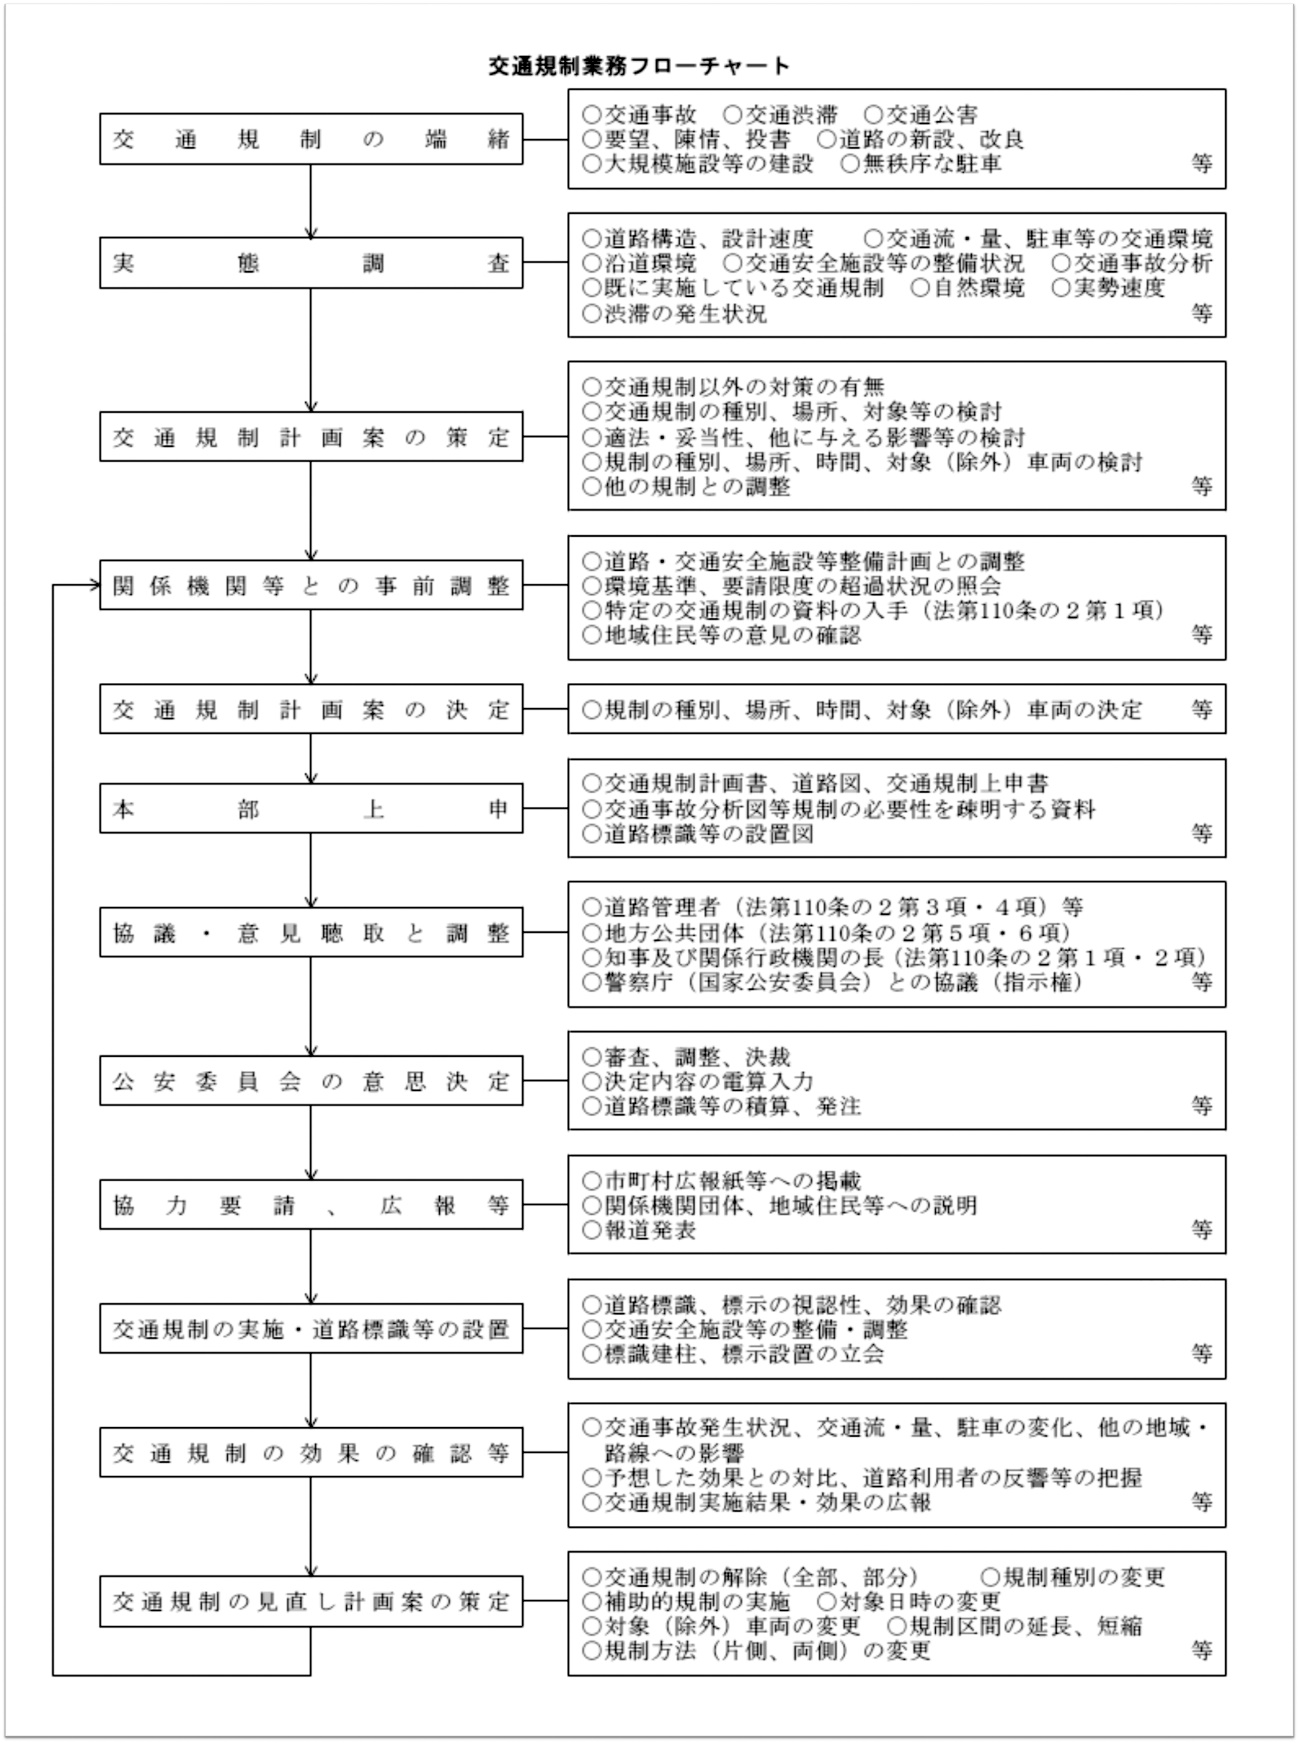 交通規制業務フローチャート
交通規制の端緒
○交通事故　○交通渋滞　○交通公害
○要望、陳情、投書　○道路の新設、改良
○大規模施設等の建設　○無秩序な駐車　等
実態調査
○道路構造、設計速度　○交通流・量、駐車等の交通環境
○沿道環境　○交通安全施設等の整備状況　○交通事故分析
○既に実施している交通規制　○自然環境　○実勢速度
○渋滞の発生状況　等
交通規制計画案の策定
○交通規制以外の対策の有無
○交通規制の種別、場所、対象等の検討
○適法・妥当性、他に与える影響等の検討
○規制の種別、場所、時間、対象（除外）車両の検討
○他の規制との調整　等
関係機関等との事前調整
○道路・交通安全施設等整備計画との調整
○環境基準、要請限度の超過状況の照会
○特定の交通規制の資料の入手（法第110条の２第１項）
○地域住民等の意見の確認　等
交通規制計画案の決定
○規制の種別、場所、時間、対象（除外）車両の決定　等
本部上申
○交通規制計画書、道路図、交通規制上申書
○交通事故分析図等規制の必要性を疎明する資料
○道路標識等の設置図　等
協議・意見聴取と調整
○道路管理者（法第110条の２第３項・４項）等
○地方公共団体（法第110条の２第５項・６項）
○知事及び関係行政機関の長（法第110条の２第１項・２項）
○警察庁（国家公安委員会）との協議（指示権）　等
公安委員会の意思決定
○審査、調整、決裁
○決定内容の電算入力
○道路標識等の積算、発注　等
協力要請、広報等
○市町村広報紙等への掲載
○関係機関団体、地域住民等への説明
○報道発表　等
交通規制の実施・道路標識等の設置
○道路標識、標示の視認性、効果の確認
○交通安全施設等の整備・調整
○標識建柱、標示設置の立会　等
交通規制の効果の確認等
○交通事故発生状況、交通流・量、駐車の変化、他の地域・
路線への影響
○予想した効果との対比、道路利用者の反響等の把握
○交通規制実施結果・効果の広報　等
交通規制の見直し計画案の策定
○交通規制の解除（全部、部分）　○規制種別の変更
○補助的規制の実施　○対象日時の変更
○対象（除外）車両の変更　○規制区間の延長、短縮
○規制方法（片側、両側）の変更　等